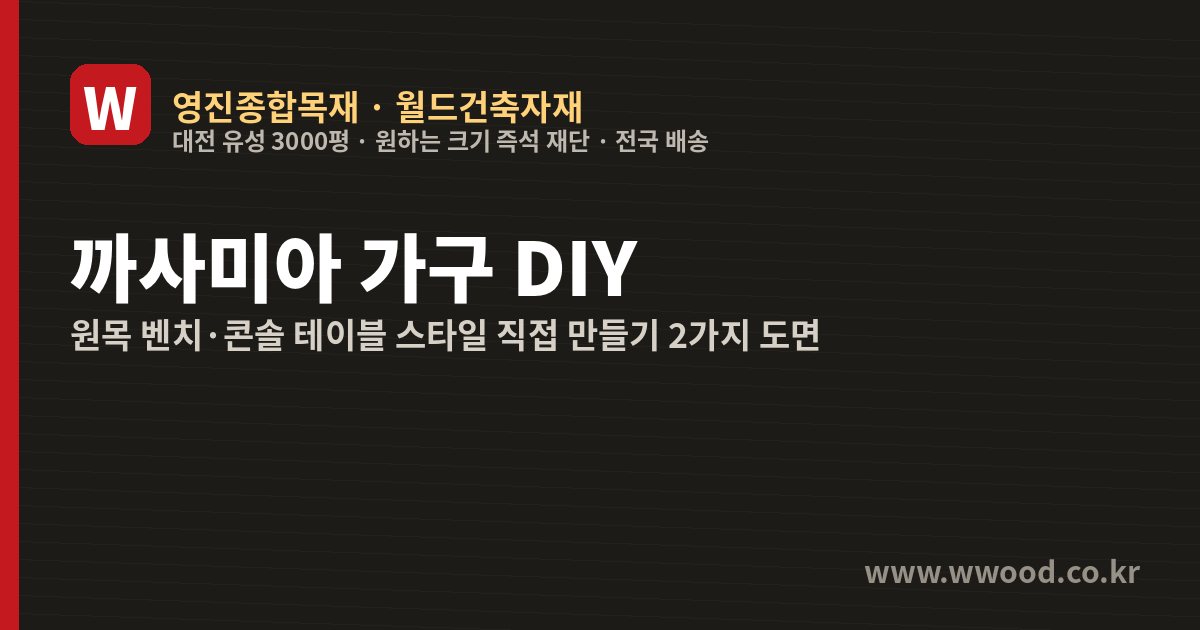 W
영진종합목재 · 월드건축자재
대전 유성 3000평 · 원하는 크기 즉석 재단 · 전국 배송
까사미아 가구 DIY
원목 벤치·콘솔 테이블 스타일 직접 만들기 2가지 도면
www.wwood.co.kr